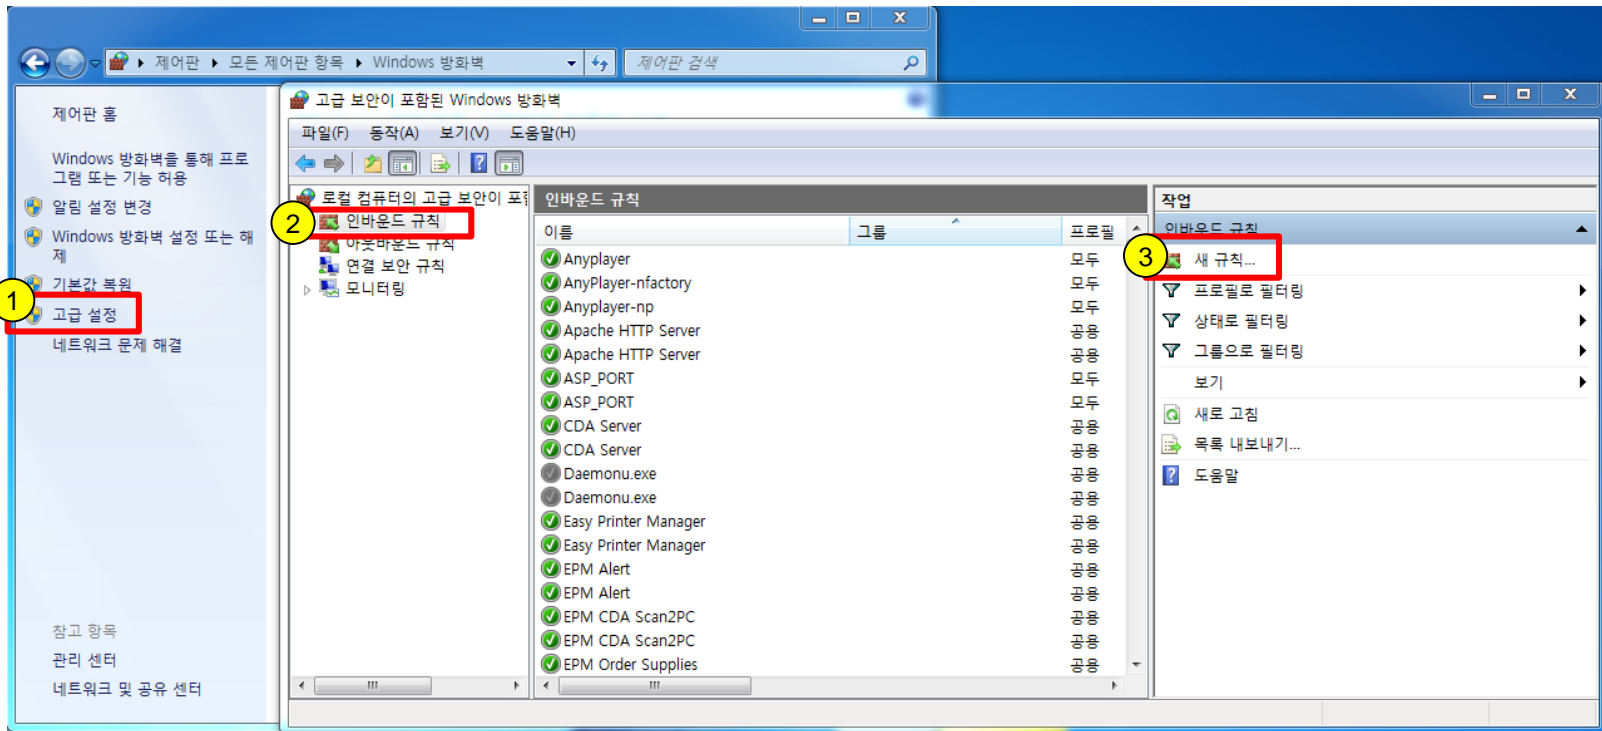 제어판 ▸ 모든 제어판 항목 ▸ Windows 방화벽
제어판 검색
제어판 홈
Windows 방화벽을 통해 프로
그램 또는 기능 허용
알림 설정 변경
Windows 방화벽 설정 또는 해
제
기본값 복원
1
고급 설정
네트워크 문제 해결
참고 항목
관리 센터
네트워크 및 공유 센터
고급 보안이 포함된 Windows 방화벽
파일(F) 동작(A) 보기(V) 도움말(H)
로컬 컴퓨터의 고급 보안이 포함
2
인바운드 규칙
아웃바운드 규칙
연결 보안 규칙
모니터링
인바운드 규칙
이름 그룹 프로필
Anyplayer 모두
AnyPlayer-nfactory 모두
Anyplayer-np 모두
Apache HTTP Server 공용
Apache HTTP Server 공용
ASP_PORT 모두
ASP_PORT 모두
CDA Server 공용
CDA Server 공용
Daemonu.exe 공용
Daemonu.exe 공용
Easy Printer Manager 공용
Easy Printer Manager 공용
EPM Alert 공용
EPM Alert 공용
EPM CDA Scan2PC 공용
EPM CDA Scan2PC 공용
EPM Order Supplies 공용
작업
인바운드 규칙
3
새 규칙...
프로필로 필터링
상태로 필터링
그룹으로 필터링
보기
새로 고침
목록 내보내기...
도움말